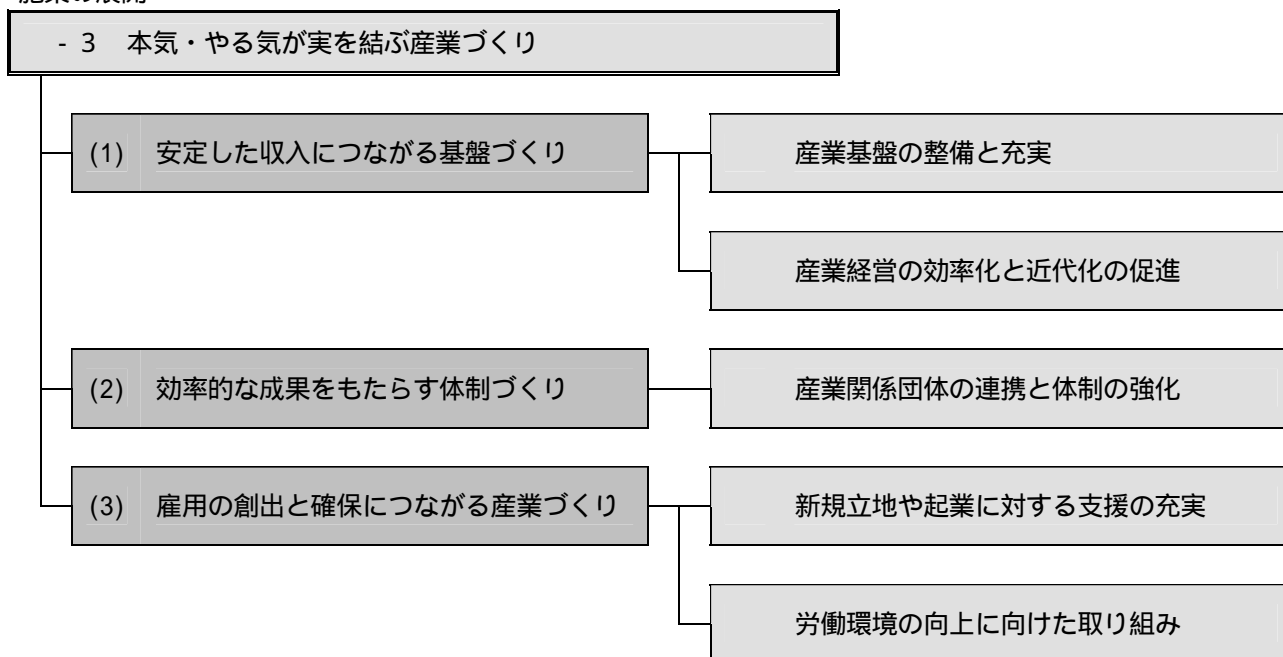 - 3 本気・やる気が実を結ぶ産業づくり
(1) 安定した収入につながる基盤づくり
産業基盤の整備と充実
産業経営の効率化と近代化の促進
(2) 効率的な成果をもたらす体制づくり
産業関係団体の連携と体制の強化
(3) 雇用の創出と確保につながる産業づくり
新規立地や起業に対する支援の充実
労働環境の向上に向けた取り組み